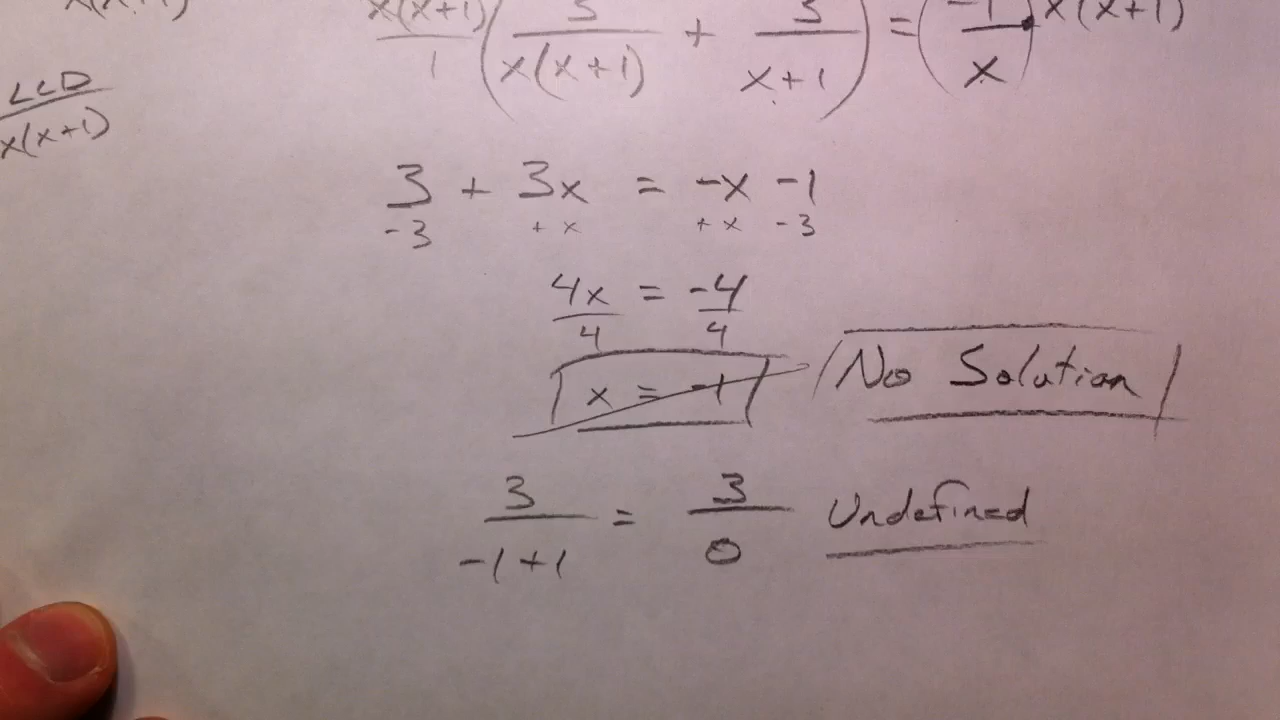 x(x+1)
LCD
x(x+1)
x(x+1)/1 (3/x(x+1) + 3/x+1) = (-1/x) · x(x+1)
3 + 3x = -x -1
-3 +x +x -3
4x = -4
4 4
x = -1 No Solution
3/-1+1 = 3/0 Undefined